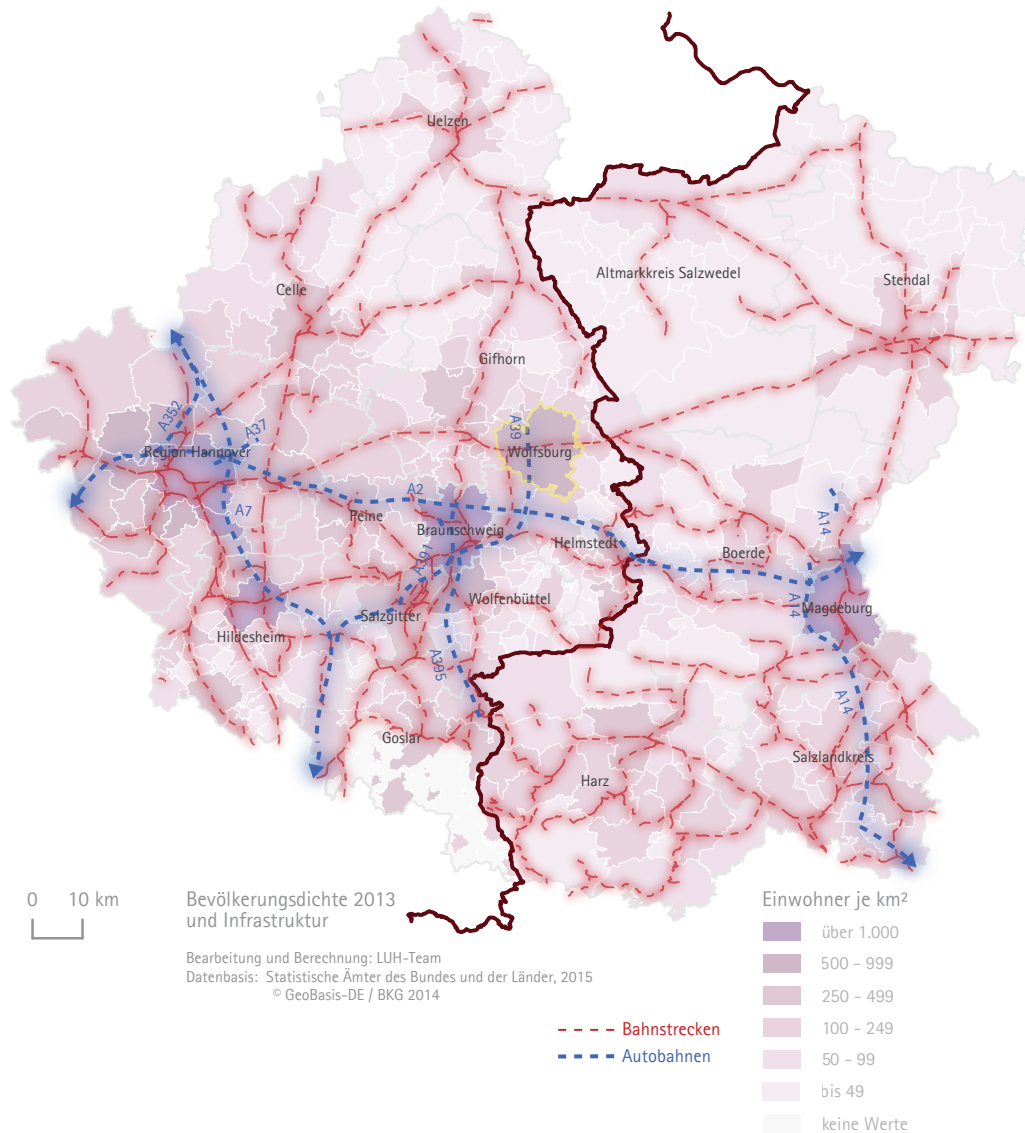 Uelzen
Altmarkkreis Salzwedel
Stendal
Celle
Gifhorn
A352
A37
A39
Region Hannover
Wolfsburg
A2
A7
Peine
Braunschweig
A14
A391
Helmstedt
Boerde
A14
Wolfenbüttel
Magdeburg
Salzgitter
Hildesheim
A395
A14
Goslar
Salzlandkreis
Harz
0 10 km
Bevölkerungsdichte 2013
und Infrastruktur
Bearbeitung und Berechnung: LUH-Team
Datenbasis: Statistische Ämter des Bundes und der Länder, 2015
© GeoBasis-DE / BKG 2014
Bahnstrecken
Autobahnen
Einwohner je km²
über 1.000
500 - 999
250 - 499
100 - 249
50 - 99
bis 49
keine Werte